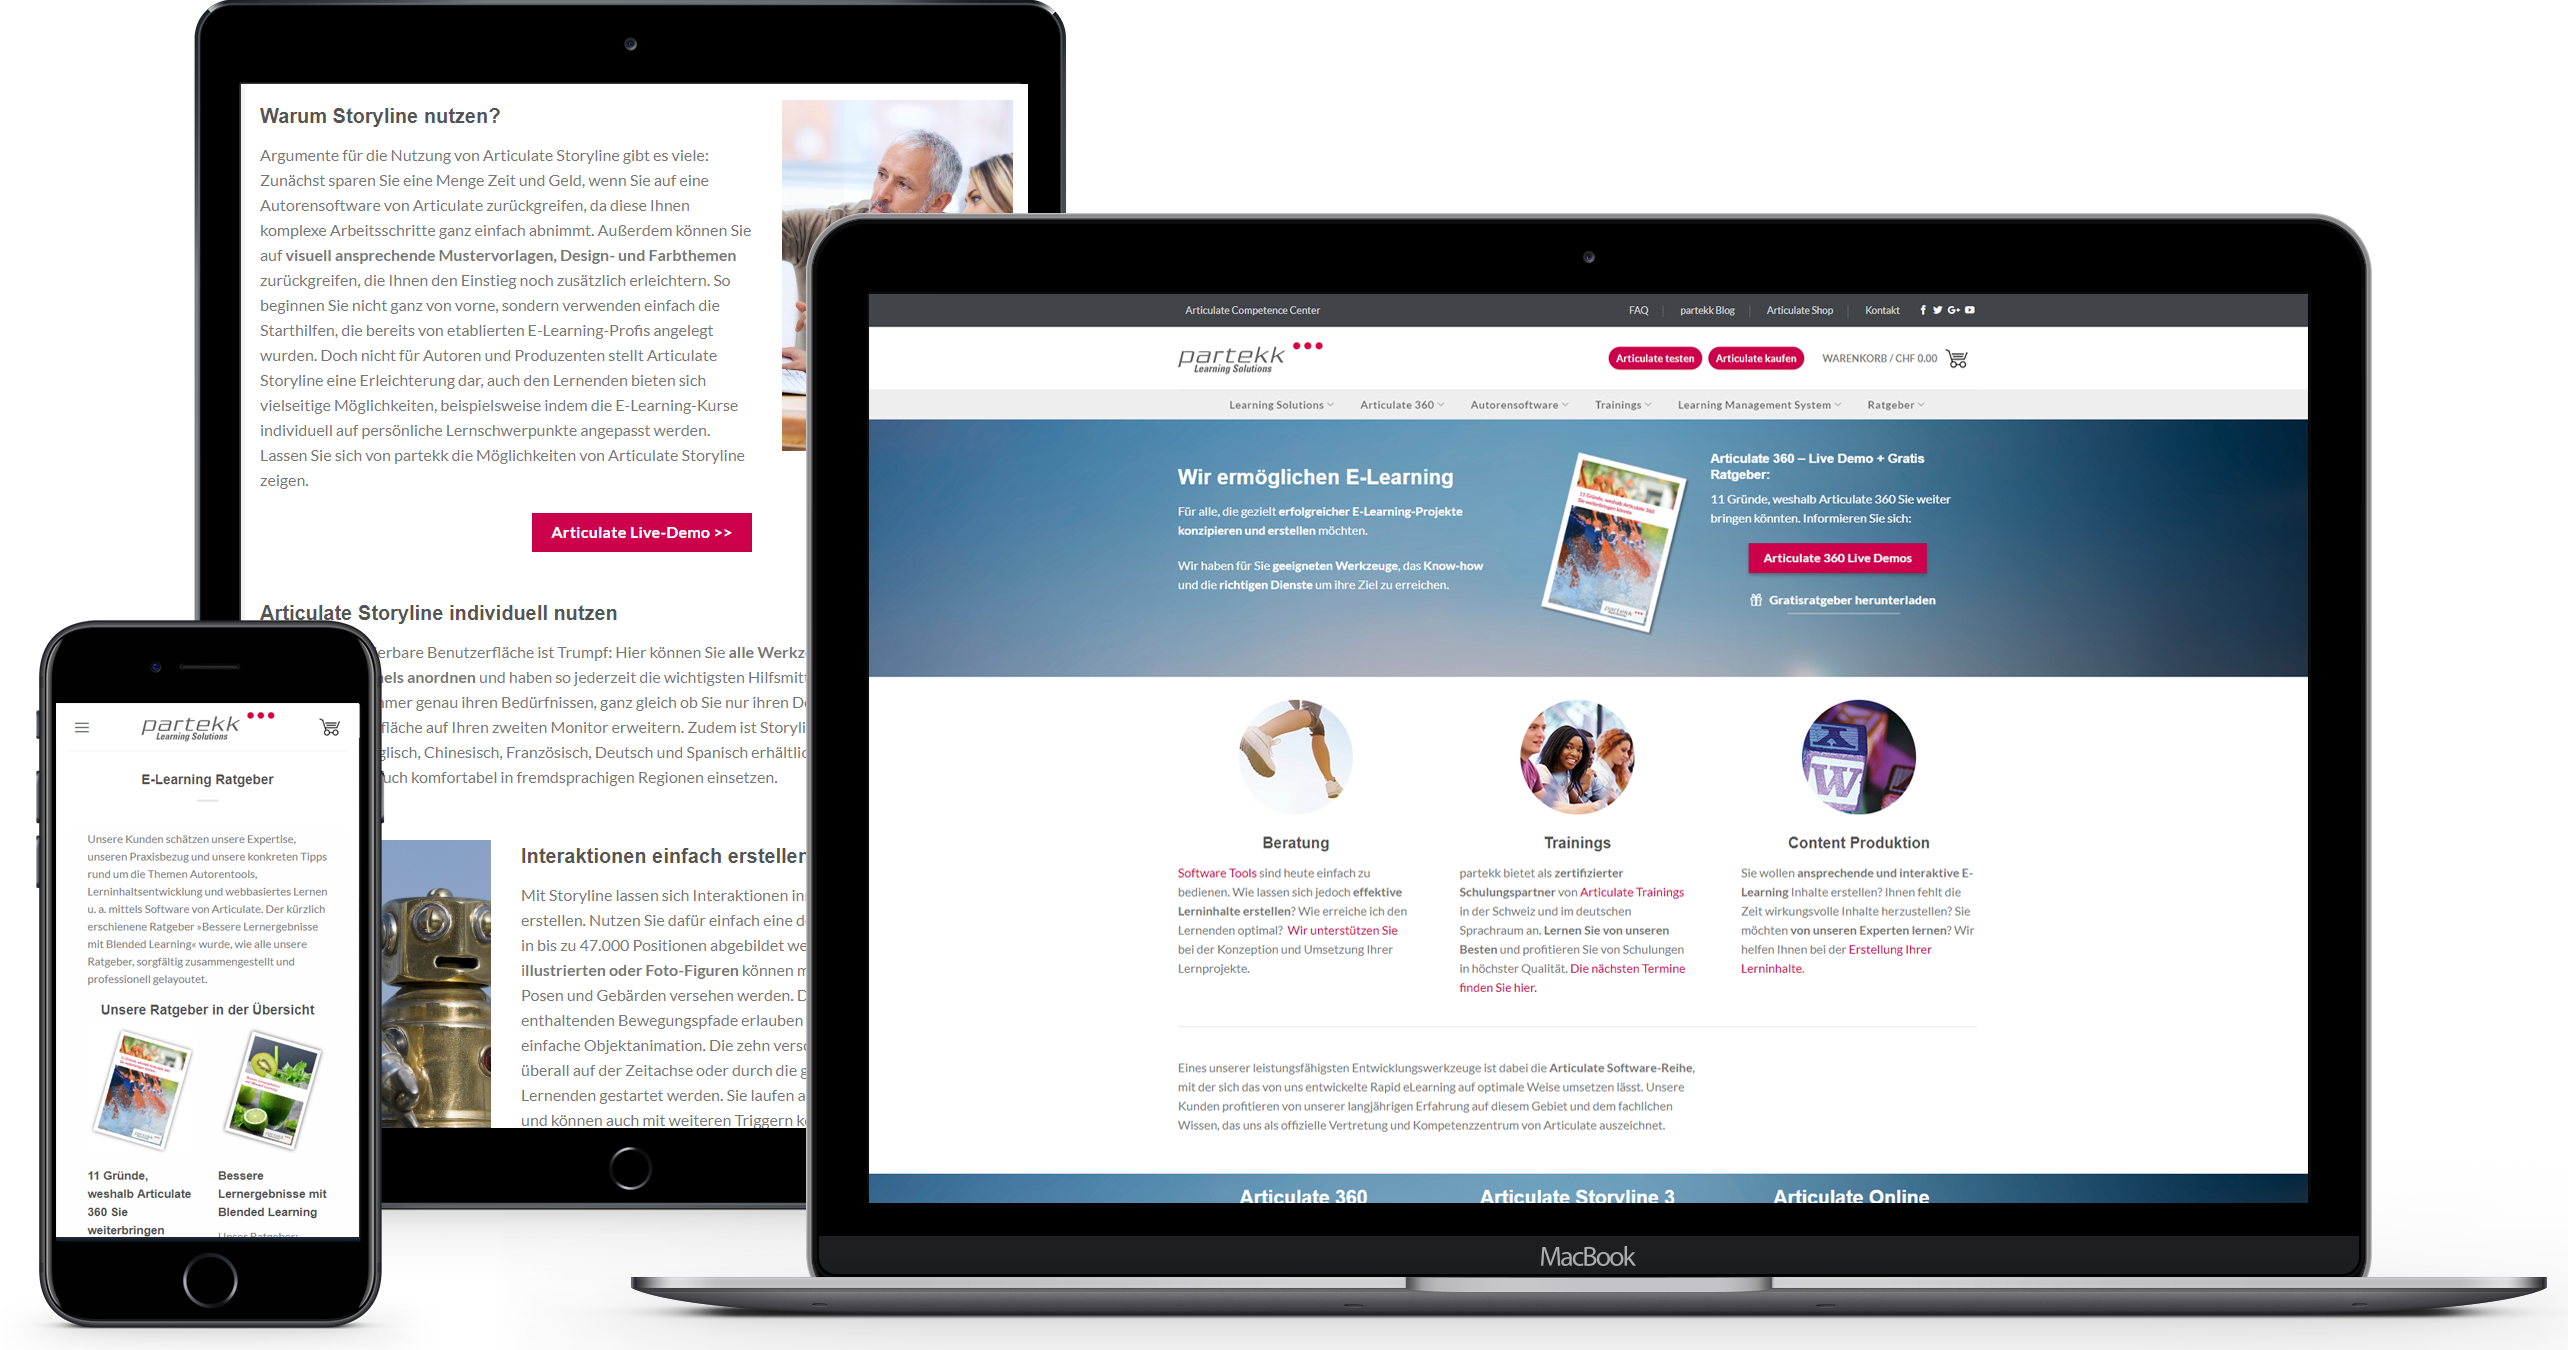 Warum Storyline nutzen?
Argumente für die Nutzung von Articulate Storyline gibt es viele:
Zunächst sparen Sie eine Menge Zeit und Geld, wenn Sie auf eine
Autorensoftware von Articulate zurückgreifen, da diese Ihnen
komplexe Arbeitsschritte ganz einfach abnimmt. Außerdem können Sie
auf visuell ansprechende Mustervorlagen, Design- und Farbthemen
zurückgreifen, die Ihnen den Einstieg noch zusätzlich erleichtern. So
beginnen Sie nicht ganz von vorne, sondern verwenden einfach die
Starthilfen, die bereits von etablierten E-Learning-Profis angelegt
wurden. Doch nicht für Autoren und Produzenten stellt Articulate
Storyline eine Erleichterung dar, auch den Lernenden bieten sich
vielseitige Möglichkeiten, beispielsweise indem die E-Learning-Kurse
individuell auf persönliche Lernschwerpunkte angepasst werden.
Lassen Sie sich von partekk die Möglichkeiten von Articulate Storyline
zeigen.
Articulate Live-Demo >>
Articulate Storyline individuell nutzen
erbare Benutzerfläche ist Trumpf: Hier können Sie alle Werkz
els anordnen und haben so jederzeit die wichtigsten Hilfsmit
mer genau ihren Bedürfnissen, ganz gleich ob Sie nur ihren D
fläche auf Ihren zweiten Monitor erweitern. Zudem ist Storyli
glisch, Chinesisch, Französisch, Deutsch und Spanisch erhältlic
uch komfortabel in fremdsprachigen Regionen einsetzen.
Interaktionen einfach erstellen
Mit Storyline lassen sich Interaktionen in
erstellen. Nutzen Sie dafür einfach eine d
in bis zu 47.000 Positionen abgebildet we
illustrierten oder Foto-Figuren können m
Posen und Gebärden versehen werden. D
enthaltenden Bewegungspfade erlauben
einfache Objektanimation. Die zehn vers
überall auf der Zeitachse oder durch die g
Lernenden gestartet werden. Sie laufen a
und können auch mit weiteren Triggern k
partekk
Learning Solutions
E-Learning Ratgeber
Unsere Kunden schätzen unsere Expertise,
unseren Praxisbezug und unsere konkreten Tipps
rund um die Themen Autorentools,
Lerninhaltsentwicklung und webbasiertes Lernen
u. a. mittels Software von Articulate. Der kürzlich
erschienene Ratgeber »Bessere Lernergebnisse
mit Blended Learning« wurde, wie alle unsere
Ratgeber, sorgfältig zusammengestellt und
professionell gelayoutet.
Unsere Ratgeber in der Übersicht
11 Gründe,
weshalb Articulate
360 Sie
weiterbringen
Bessere
Lernergebnisse mit
Blended Learning
Unser Ratgeber:
Articulate Competence Center
FAQ
partekk Blog
Articulate Shop
Kontakt
partekk
Learning Solutions
Articulate testen
Articulate kaufen
WARENKORB / CHF 0.00
Learning Solutions
Articulate 360
Autorensoftware
Trainings
Learning Management System
Ratgeber
Wir ermöglichen E-Learning
Für alle, die gezielt erfolgreicher E-Learning-Projekte
konzipieren und erstellen möchten.
Wir haben für Sie geeigneten Werkzeuge, das Know-how
und die richtigen Dienste um ihre Ziel zu erreichen.
11 Gründe, weshalb Articulate 360
Sie weiterbringen könnte
partekk
Articulate 360 – Live Demo + Gratis
Ratgeber:
11 Gründe, weshalb Articulate 360 Sie weiter
bringen könnten. Informieren Sie sich:
Articulate 360 Live Demos
Gratisratgeber herunterladen
W
Beratung
Software Tools sind heute einfach zu
bedienen. Wie lassen sich jedoch effektive
Lerninhalte erstellen? Wie erreiche ich den
Lernenden optimal? Wir unterstützen Sie
bei der Konzeption und Umsetzung Ihrer
Lernprojekte.
Trainings
partekk bietet als zertifizierter
Schulungspartner von Articulate Trainings
in der Schweiz und im deutschen
Sprachraum an. Lernen Sie von unseren
Besten und profitieren Sie von Schulungen
in höchster Qualität. Die nächsten Termine
finden Sie hier.
Content Produktion
Sie wollen ansprechende und interaktive E-
Learning Inhalte erstellen? Ihnen fehlt die
Zeit wirkungsvolle Inhalte herzustellen? Sie
möchten von unseren Experten lernen? Wir
helfen Ihnen bei der Erstellung Ihrer
Lerninhalte.
Eines unserer leistungsfähigsten Entwicklungswerkzeuge ist dabei die Articulate Software-Reihe,
mit der sich das von uns entwickelte Rapid eLearning auf optimale Weise umsetzen lässt. Unsere
Kunden profitieren von unserer langjährigen Erfahrung auf diesem Gebiet und dem fachlichen
Wissen, das uns als offizielle Vertretung und Kompetenzzentrum von Articulate auszeichnet.
Articulate 360
Articulate Storyline 3
Articulate Online
MacBook